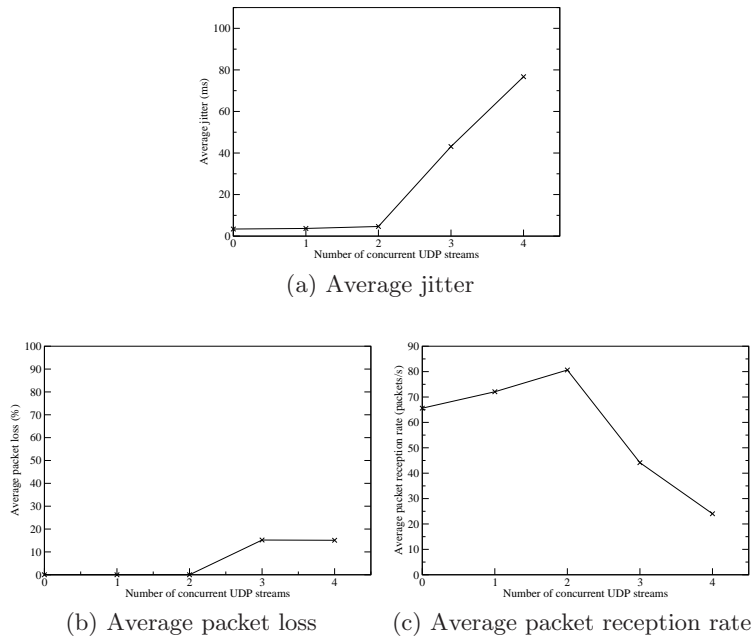 100
80
60
40
20
0
Average jitter (ms)
0 1 2 3 4
Number of concurrent UDP streams
(a) Average jitter
100
90
80
70
60
50
40
30
20
10
0
Average packet loss (%)
0 1 2 3 4
Number of concurrent UDP streams
(b) Average packet loss
90
80
70
60
50
40
30
20
10
0
Average packet reception rate (packets/s)
0 1 2 3 4
Number of concurrent UDP streams
(c) Average packet reception rate